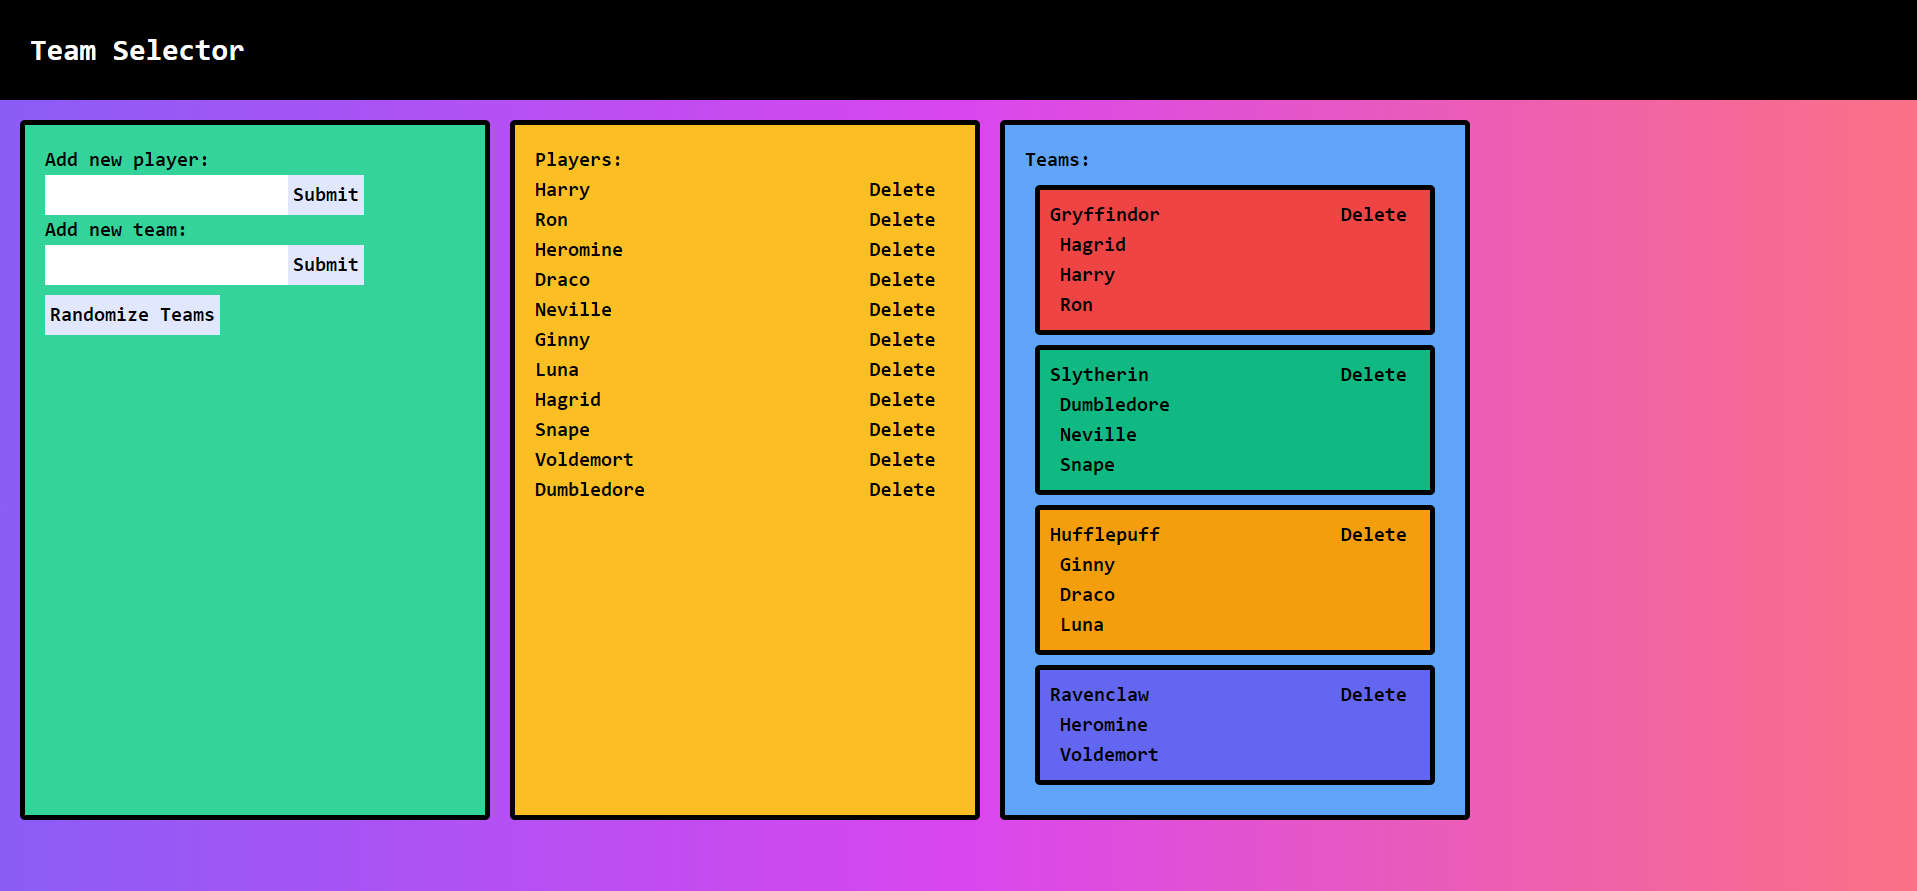 Team Selector
Add new player:
Submit
Add new team:
Submit
Randomize Teams
Players:
Harry Delete
Ron Delete
Heromine Delete
Draco Delete
Neville Delete
Ginny Delete
Luna Delete
Hagrid Delete
Snape Delete
Voldemort Delete
Dumbledore Delete
Teams:
Gryffindor Delete
Hagrid
Harry
Ron
Slytherin Delete
Dumbledore
Neville
Snape
Hufflepuff Delete
Ginny
Draco
Luna
Ravenclaw Delete
Heromine
Voldemort